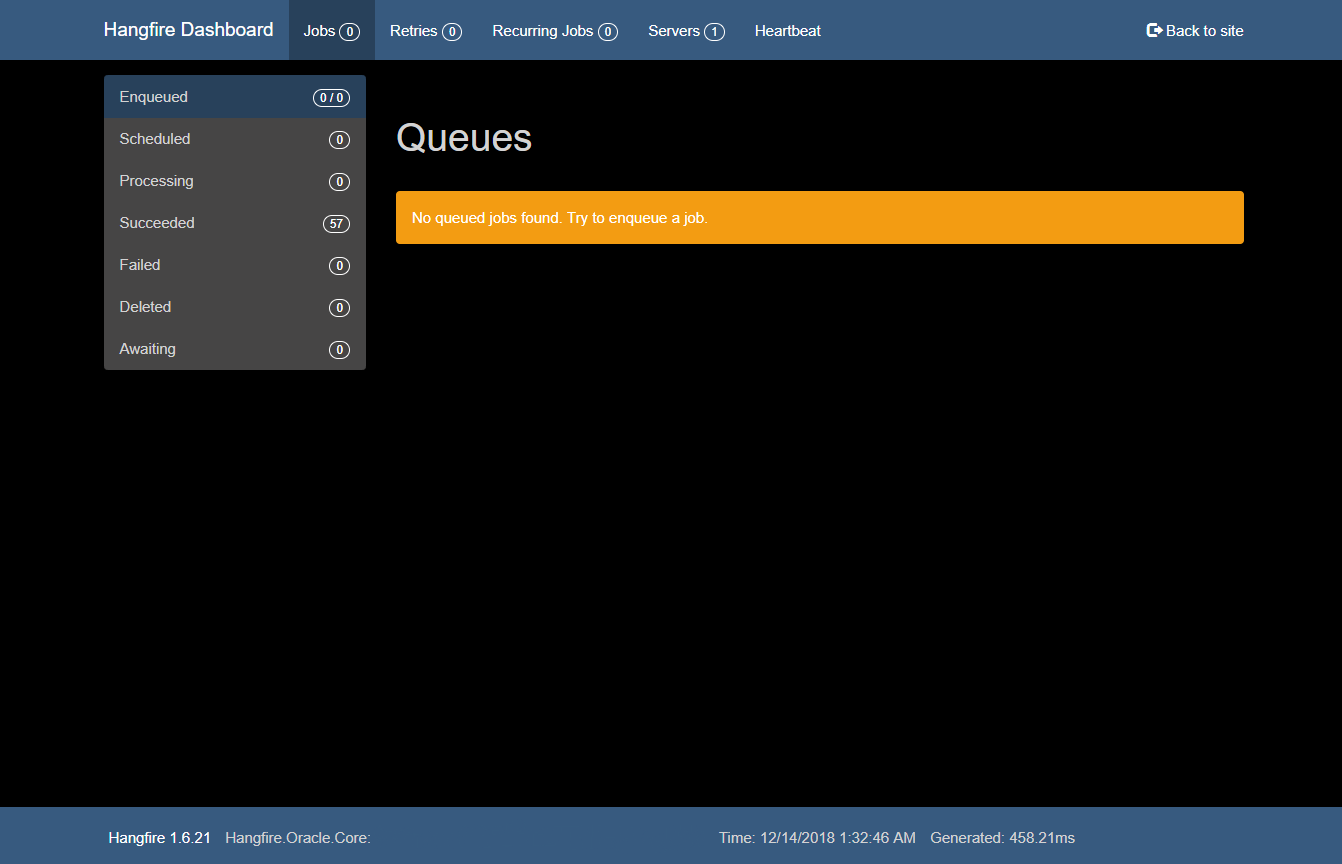 Hangfire Dashboard Jobs 0 Retries 0 Recurring Jobs 0 Servers 1 Heartbeat Back to site
Enqueued 0 / 0
Scheduled 0
Processing 0
Succeeded 57
Failed 0
Deleted 0
Awaiting 0
Queues
No queued jobs found. Try to enqueue a job.
Hangfire 1.6.21 Hangfire.Oracle.Core: Time: 12/14/2018 1:32:46 AM Generated: 458.21ms